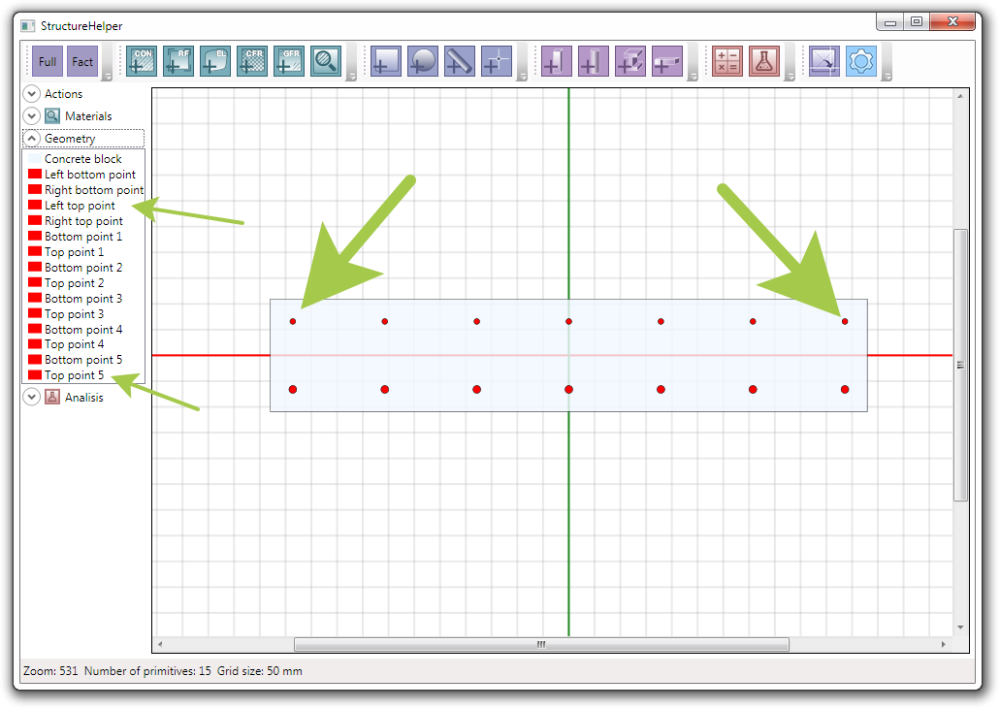 StructureHelper
Full Fact CON RF EL CFR GFR
Actions
Materials
Geometry
Concrete block
Left bottom point
Right bottom point
Left top point
Right top point
Bottom point 1
Top point 1
Bottom point 2
Top point 2
Bottom point 3
Top point 3
Bottom point 4
Top point 4
Bottom point 5
Top point 5
Analisis
Zoom: 531 Number of primitives: 15 Grid size: 50 mm